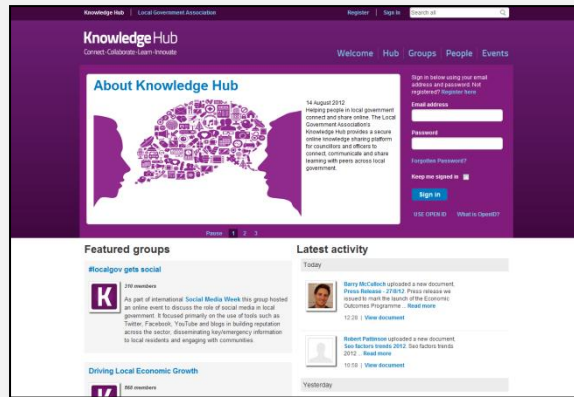 Knowledge Hub | Local Government Association
Register | Sign In
Search all
KnowledgeHub
Connect-Collaborate-Learn-Innovate
Welcome | Hub | Groups | People | Events
About Knowledge Hub
14 August 2012
Helping people in local government
connect and share online. The Local
Government Association's
Knowledge Hub provides a secure
online knowledge sharing platform
for councillors and officers to
connect, communicate and share
learning with peers across local
government.
Pause 1 2 3
Sign in below using your email
address and password. Not
registered? Register here
Email address
Password
Forgotten Password?
Keep me signed in
Sign in
USE OPEN ID What is OpenID?
Featured groups
#localgov gets social
K
210 members
As part of international Social Media Week this group hosted
an online event to discuss the role of social media in local
government. It focused primarily on the use of tools such as
Twitter, Facebook, YouTube and blogs in building reputation
across the sector; disseminating key/emergency information
to local residents and engaging with communities.
Driving Local Economic Growth
K
860 members
Latest activity
Today
Barry McCulloch uploaded a new document.
Press Release - 27/8/12. Press release we
issued to mark the launch of the Economic
Outcomes Programme... Read more
12:28 | View document
Robert Pattinson uploaded a new document.
Seo factors trends 2012. Seo factors trends
2012 ... Read more
10:59 | View document
Yesterday